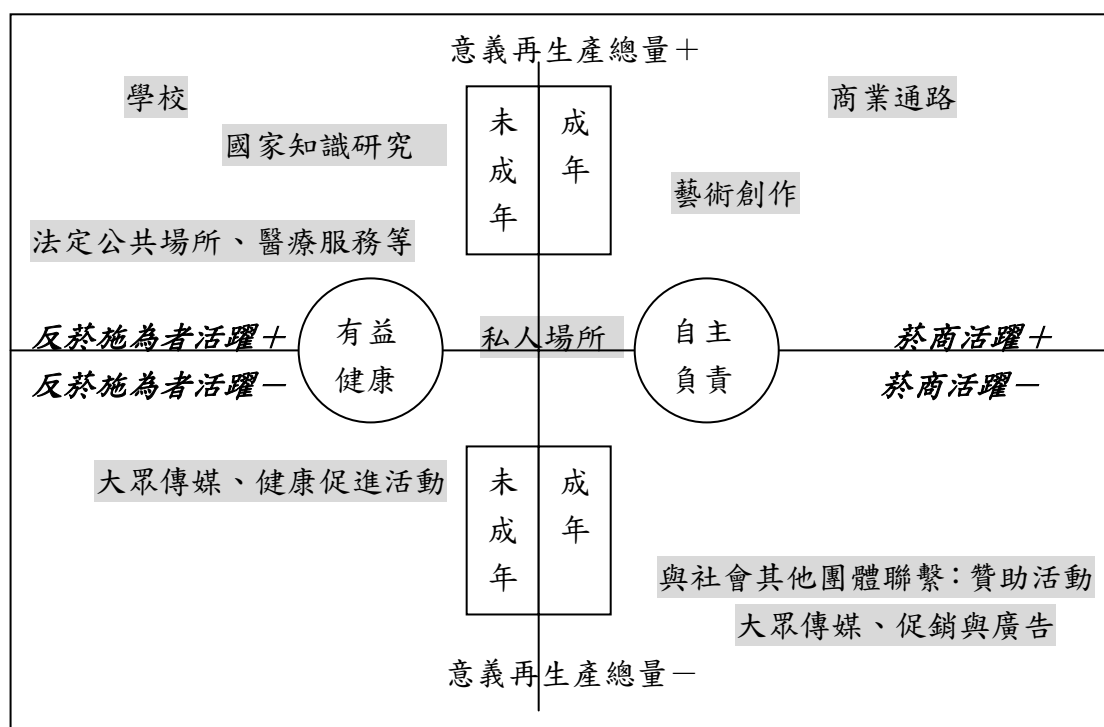 意義再生產總量＋
學校
商業通路
未成年
成年
國家知識研究
藝術創作
法定公共場所、醫療服務等
反菸施為者活躍＋
有益
健康
私人場所
自主
負責
菸商活躍＋
反菸施為者活躍－
菸商活躍－
大眾傳媒、健康促進活動
未成年
成年
與社會其他團體聯繫：贊助活動
大眾傳媒、促銷與廣告
意義再生產總量－